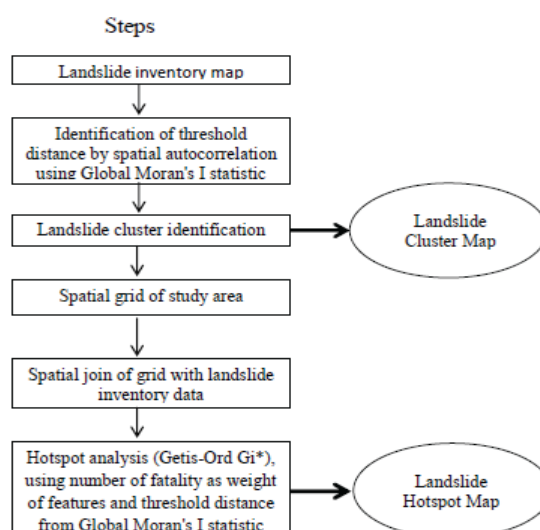 Steps
Landslide inventory map
Identification of threshold
distance by spatial autocorrelation
using Global Moran's I statistic
Landslide cluster identification
Landslide
Cluster Map
Spatial grid of study area
Spatial join of grid with landslide
inventory data
Hotspot analysis (Getis-Ord Gi*),
using number of fatality as weight
of features and threshold distance
from Global Moran's I statistic
Landslide
Hotspot Map